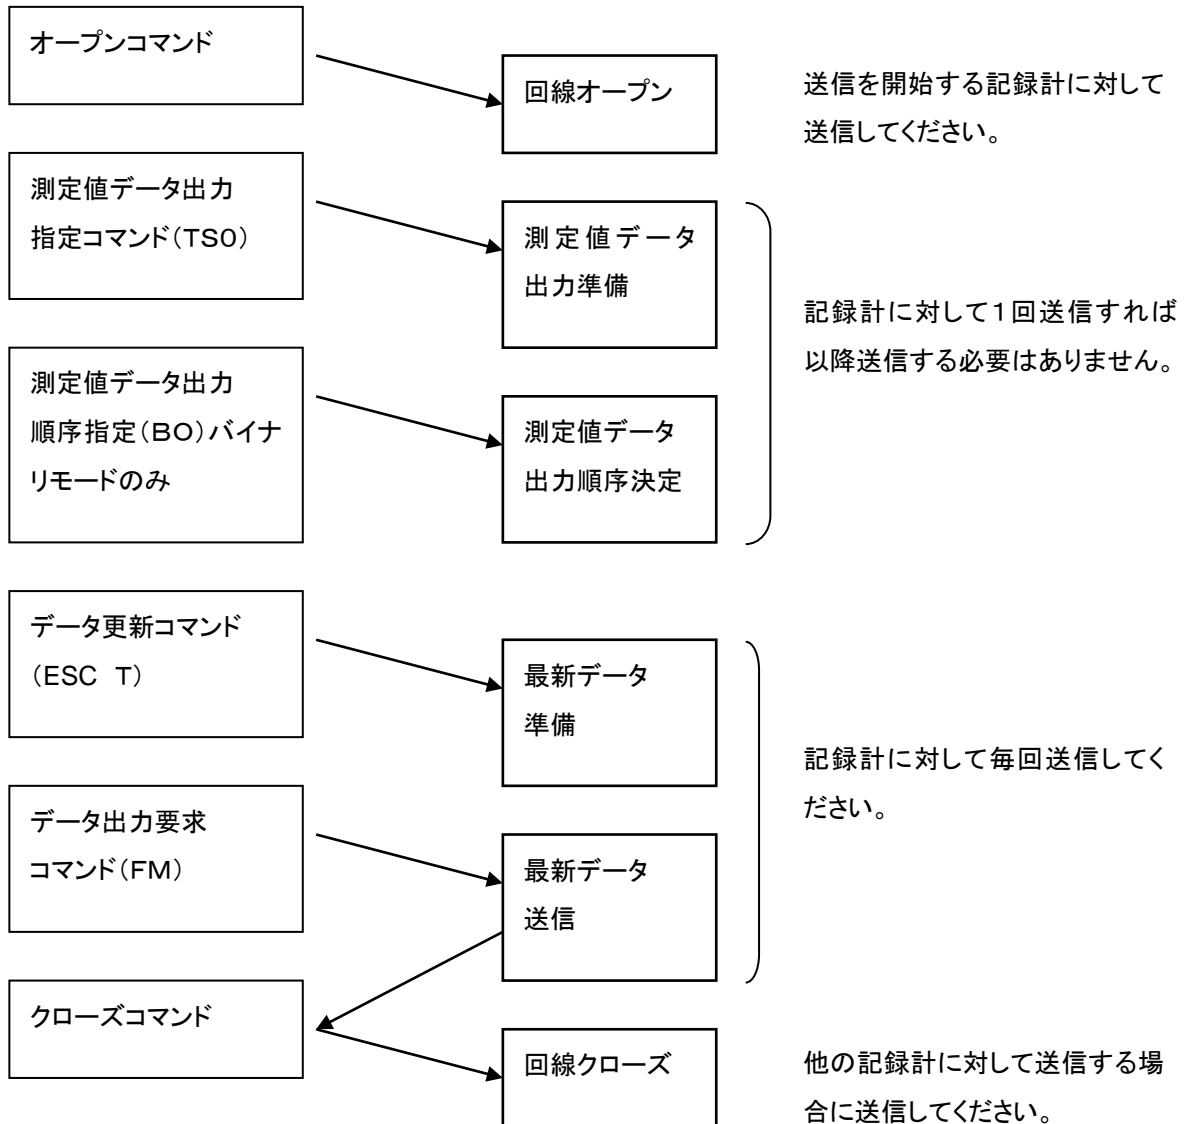 オープンコマンド
回線オープン
送信を開始する記録計に対して
送信してください。
測定値データ出力
指定コマンド(TS0)
測定値データ
出力準備
記録計に対して1回送信すれば
以降送信する必要はありません。
測定値データ出力
順序指定(BO)バイナ
リモードのみ
測定値データ
出力順序決定
データ更新コマンド
(ESC T)
最新データ
準備
記録計に対して毎回送信してく
ださい。
データ出力要求
コマンド(FM)
最新データ
送信
クローズコマンド
回線クローズ
他の記録計に対して送信する場
合に送信してください。